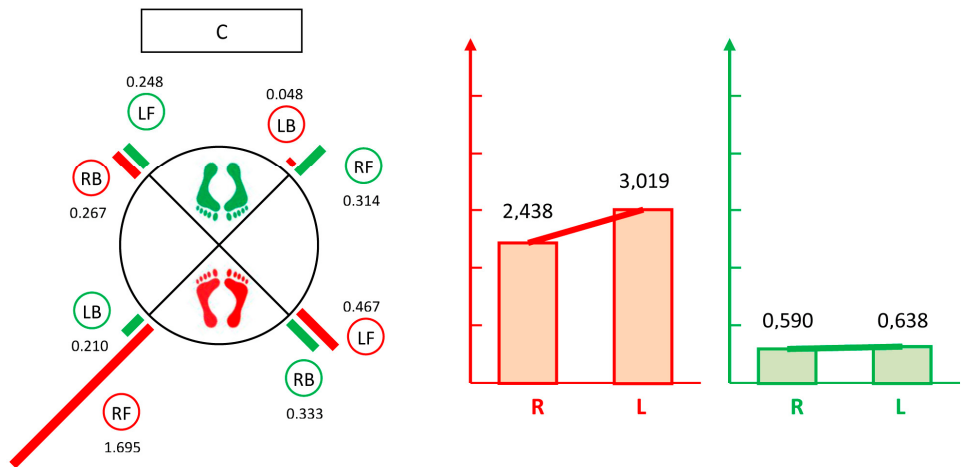 C
0.248
LF
0.048
LB
RB
0.267
RF
0.314
LB
0.210
0.467
LF
RB
0.333
RF
1.695
2,438
3,019
R
L
0,590
0,638
R
L